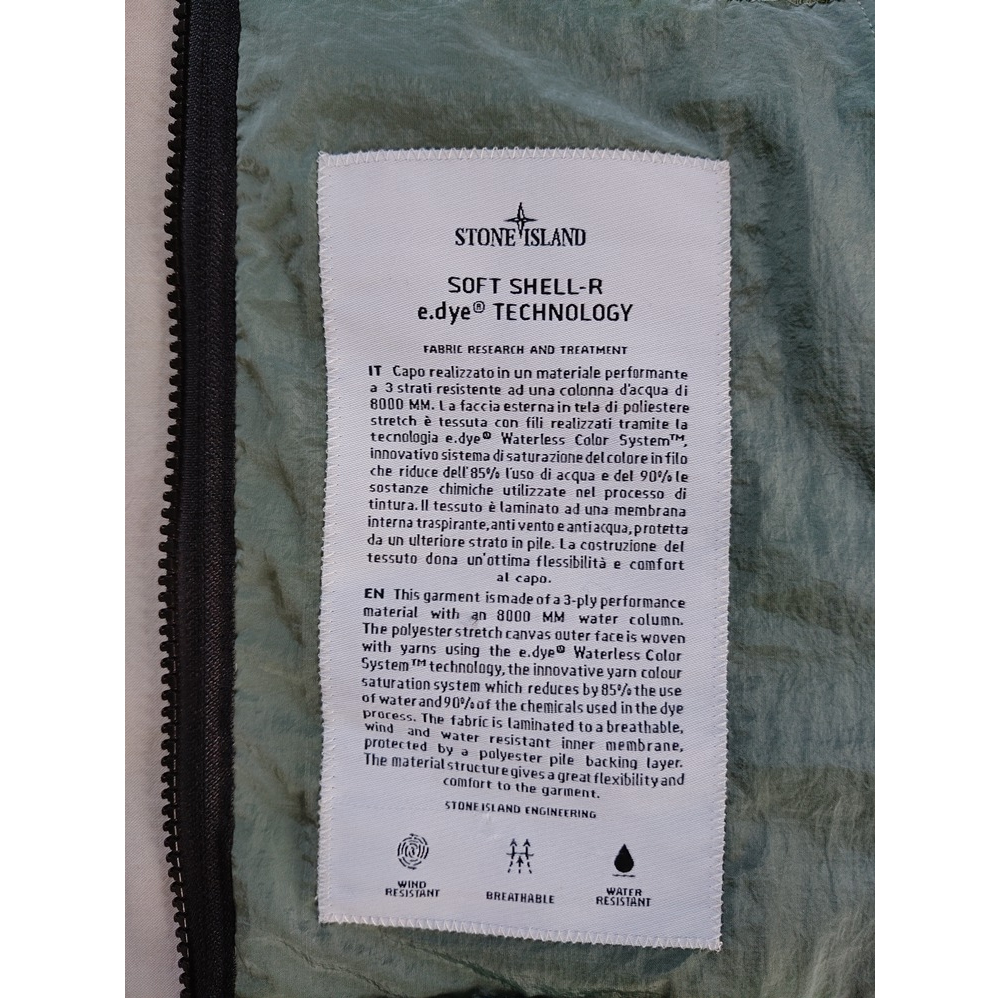 STONE ISLAND
SOFT SHELL-R
e.dye® TECHNOLOGY
FABRIC RESEARCH AND TREATMENT
IT Capo realizzato in un materiale performante
a 3 strati resistente ad una colonna d'acqua di
8000 MM. La faccia esterna in tela di poliestere
stretch è tessuta con fili realizzati tramite la
tecnologia e.dye® Waterless Color System™,
innovativo sistema di saturazione del colore in filo
che riduce dell'85% l'uso di acqua e del 90% le
sostanze chimiche utilizzate nel processo di
tintura. Il tessuto è laminato ad una membrana
interna traspirante, anti vento e anti acqua, protetta
da un ulteriore strato in pile. La costruzione del
tessuto dona un'ottima flessibilità e comfort
al capo.
EN This garment is made of a 3-ply performance
material with an 8000 MM water column.
The polyester stretch canvas outer face is woven
with yarns using the e.dye® Waterless Color
System™ technology, the innovative yarn colour
saturation system which reduces by 85% the use
of water and 90% of the chemicals used in the dye
process. The fabric is laminated to a breathable,
wind and water resistant inner membrane,
protected by a polyester pile backing layer.
The material structure gives a great flexibility and
comfort to the garment.
STONE ISLAND ENGINEERING
WIND
RESISTANT
BREATHABLE
WATER
RESISTANT